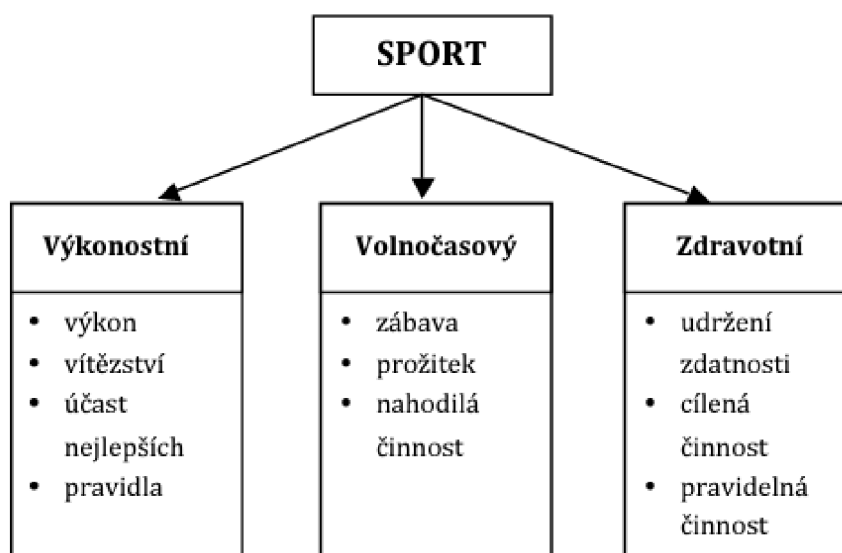 SPORT
Výkonostní
• výkon
• vítězství
• účast
nejlepších
• pravidla
Volnočasový
• zábava
• prožitek
• nahodilá
činnost
Zdravotní
• udržení
zdatnosti
• cílená
činnost
• pravidelná
činnost